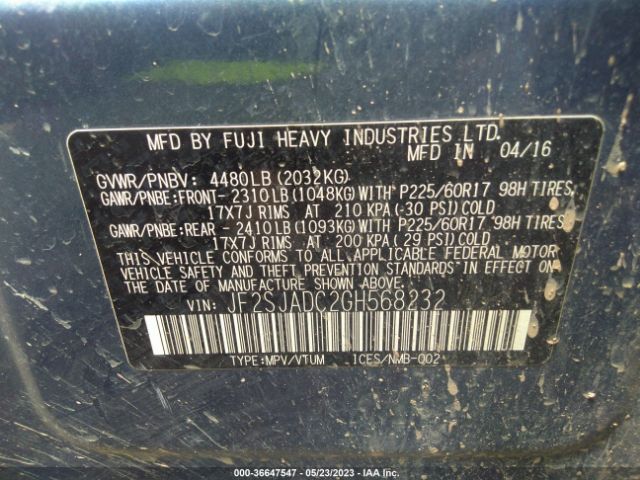 MFD BY FUJI HEAVY INDUSTRIES LTD.
MFD IN 04/16
GVWR/PNBV: 4480LB (2032KG)
GAWR/PNBE:FRONT- 2310LB (1048KG) WITH P225/60R17 98H TIRES,
17X7J RIMS AT 210 KPA (-30 PSI) COLD
GAWR/PNBE:REAR - 2410LB (1093KG) WITH P225/60R17 98H TIRES,
17X7J RIMS AT 200 KPA ( 29 PSI) COLD
THIS VEHICLE CONFORMS TO ALL APPLICABLE FEDERAL MOTOR
VEHICLE SAFETY AND THEFT PREVENTION STANDARDS IN EFFECT ON
THE DATE OF MANUFACTURE SHOWN ABOVE.
VIN: JF2SJADC2GH568232
TYPE:MPV/VTUM ICES/NMB-002
000-36647547 - 05/23/2023 - IAA Inc.